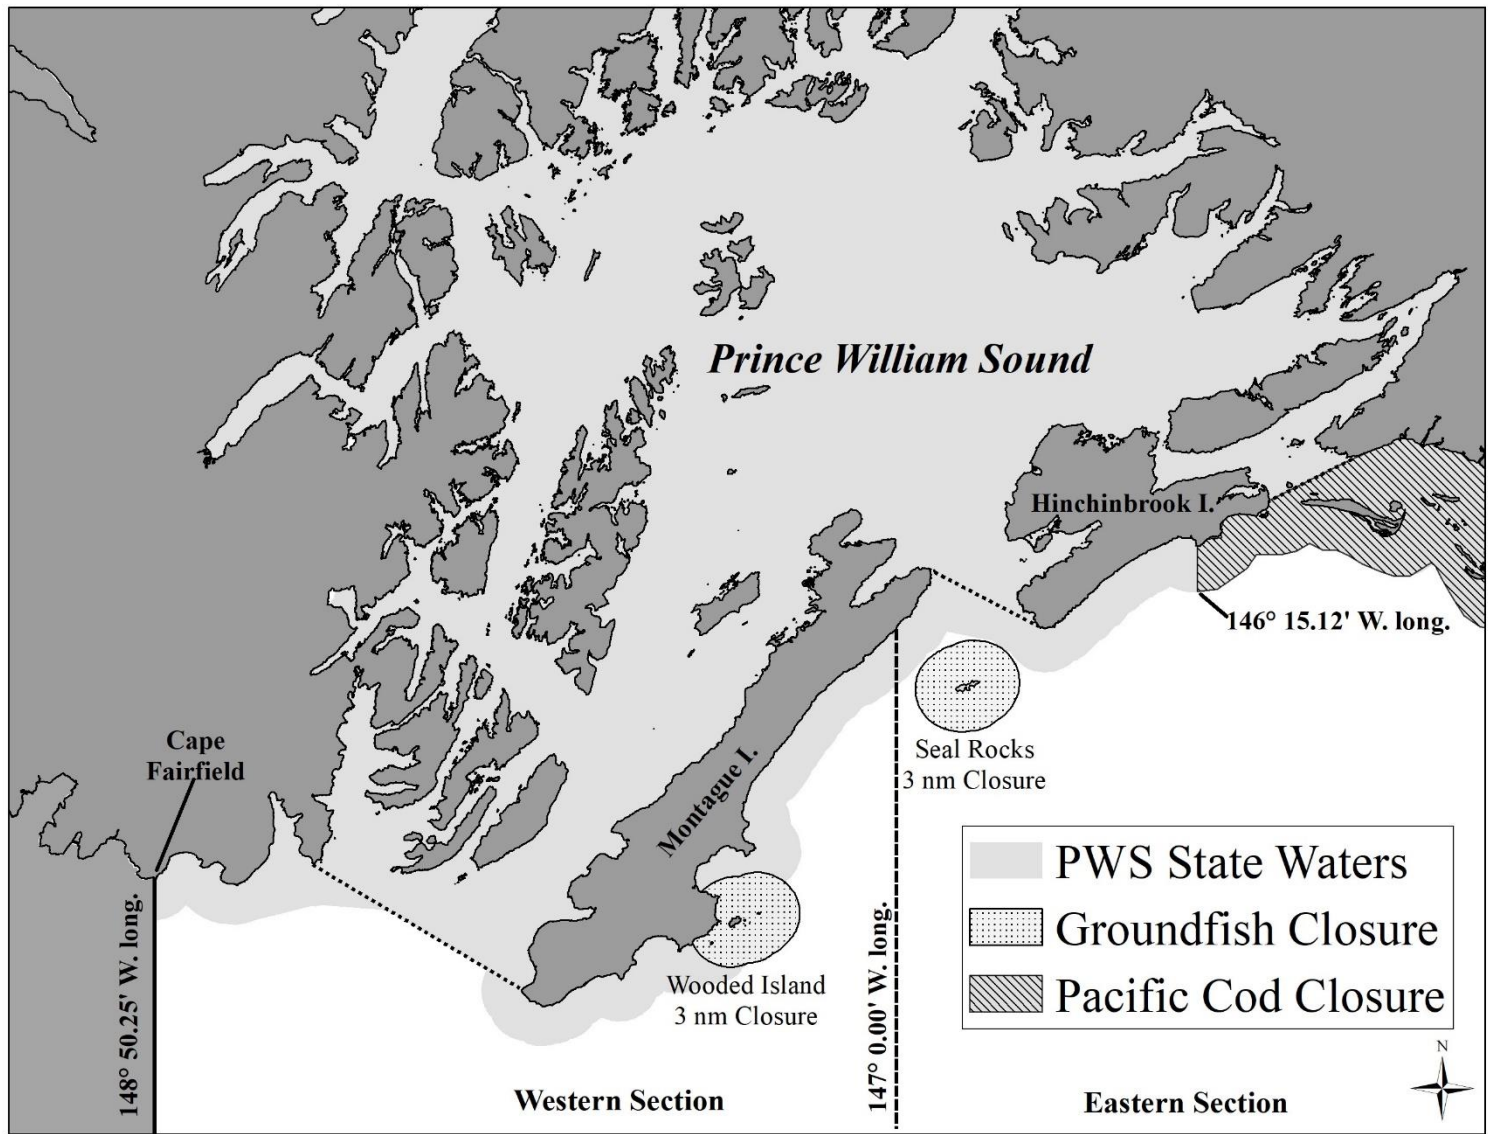 Prince William Sound
Hinchinbrook I.
146° 15.12' W. long.
Cape
Fairfield
Seal Rocks
3 nm Closure
Montague I.
PWS State Waters
Groundfish Closure
Pacific Cod Closure
Wooded Island
3 nm Closure
148° 50.25' W. long.
147° 0.00' W. long.
N
Western Section
Eastern Section